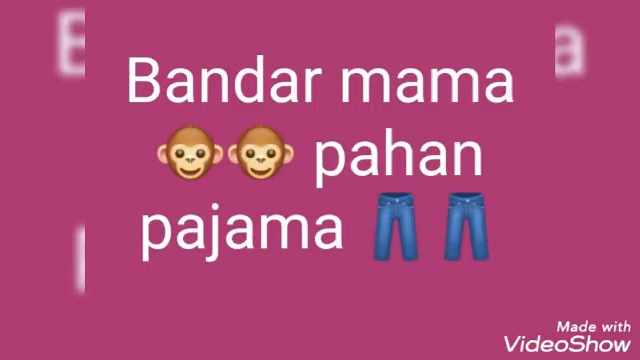 Bandar mama
🐵🐵 pahan
pajama 👖👖
Made with
VideoShow